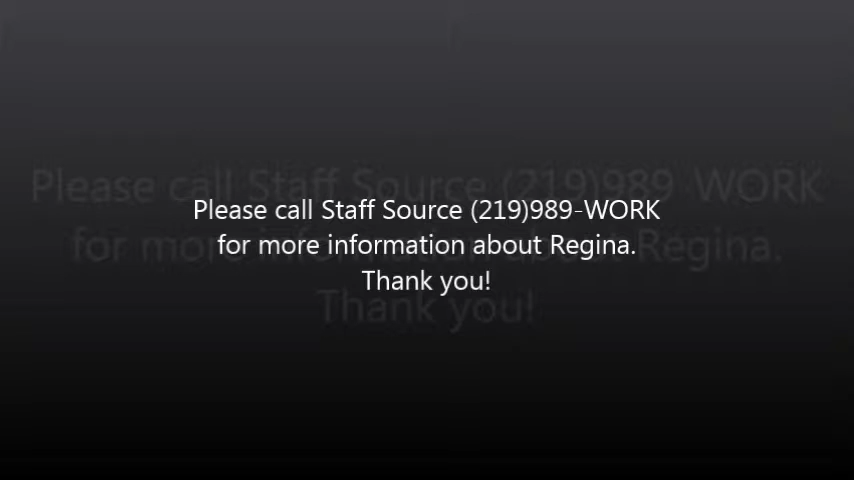 Please call Staff Source (219)989-WORK
for more information about Regina.
Thank you!